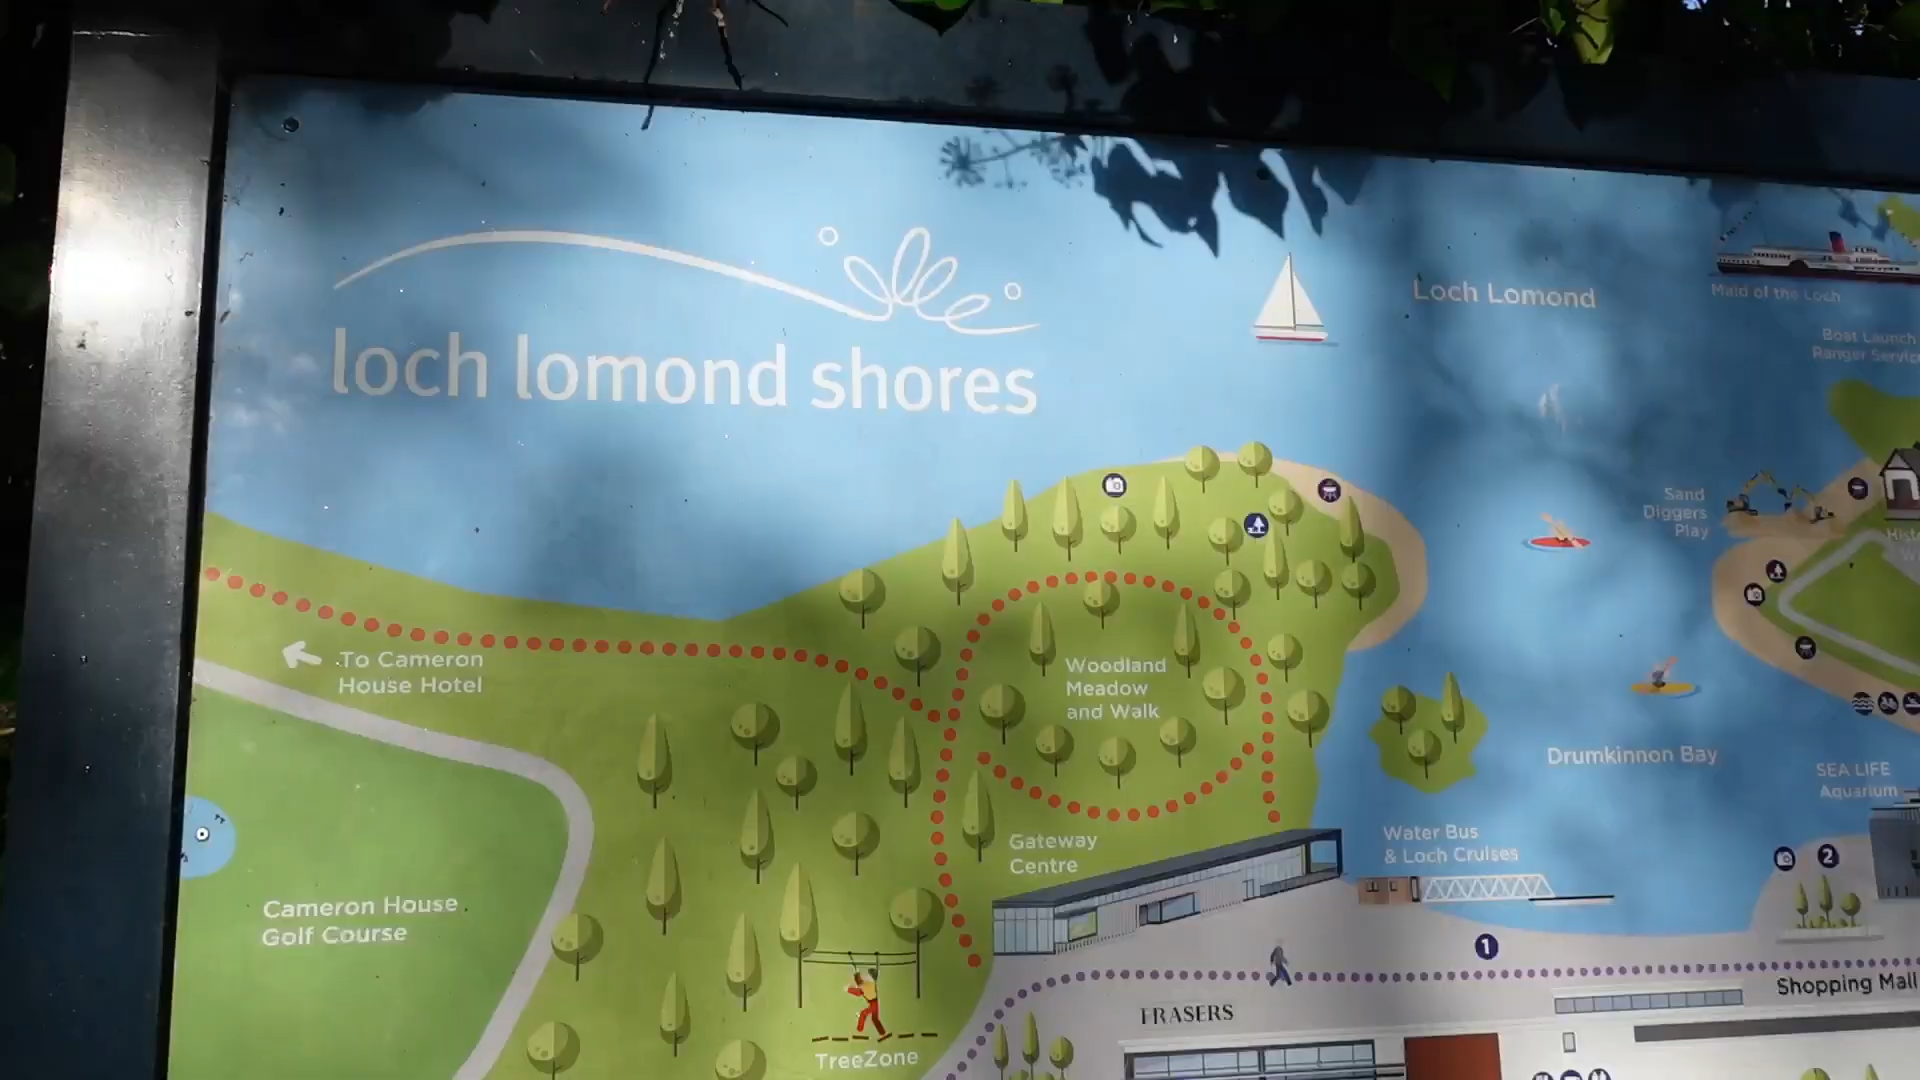 loch lomond shores
Loch Lomond
Maid of the Loch
Boat Launch
Ranger Service
Sand
Diggers
Play
To Cameron
House Hotel
Woodland
Meadow
and Walk
Drumkinnon Bay
SEA LIFE
Aquarium
Gateway
Centre
Water Bus
& Loch Cruises
2
Cameron House
Golf Course
1
Shopping Mall
FRASERS
TreeZone